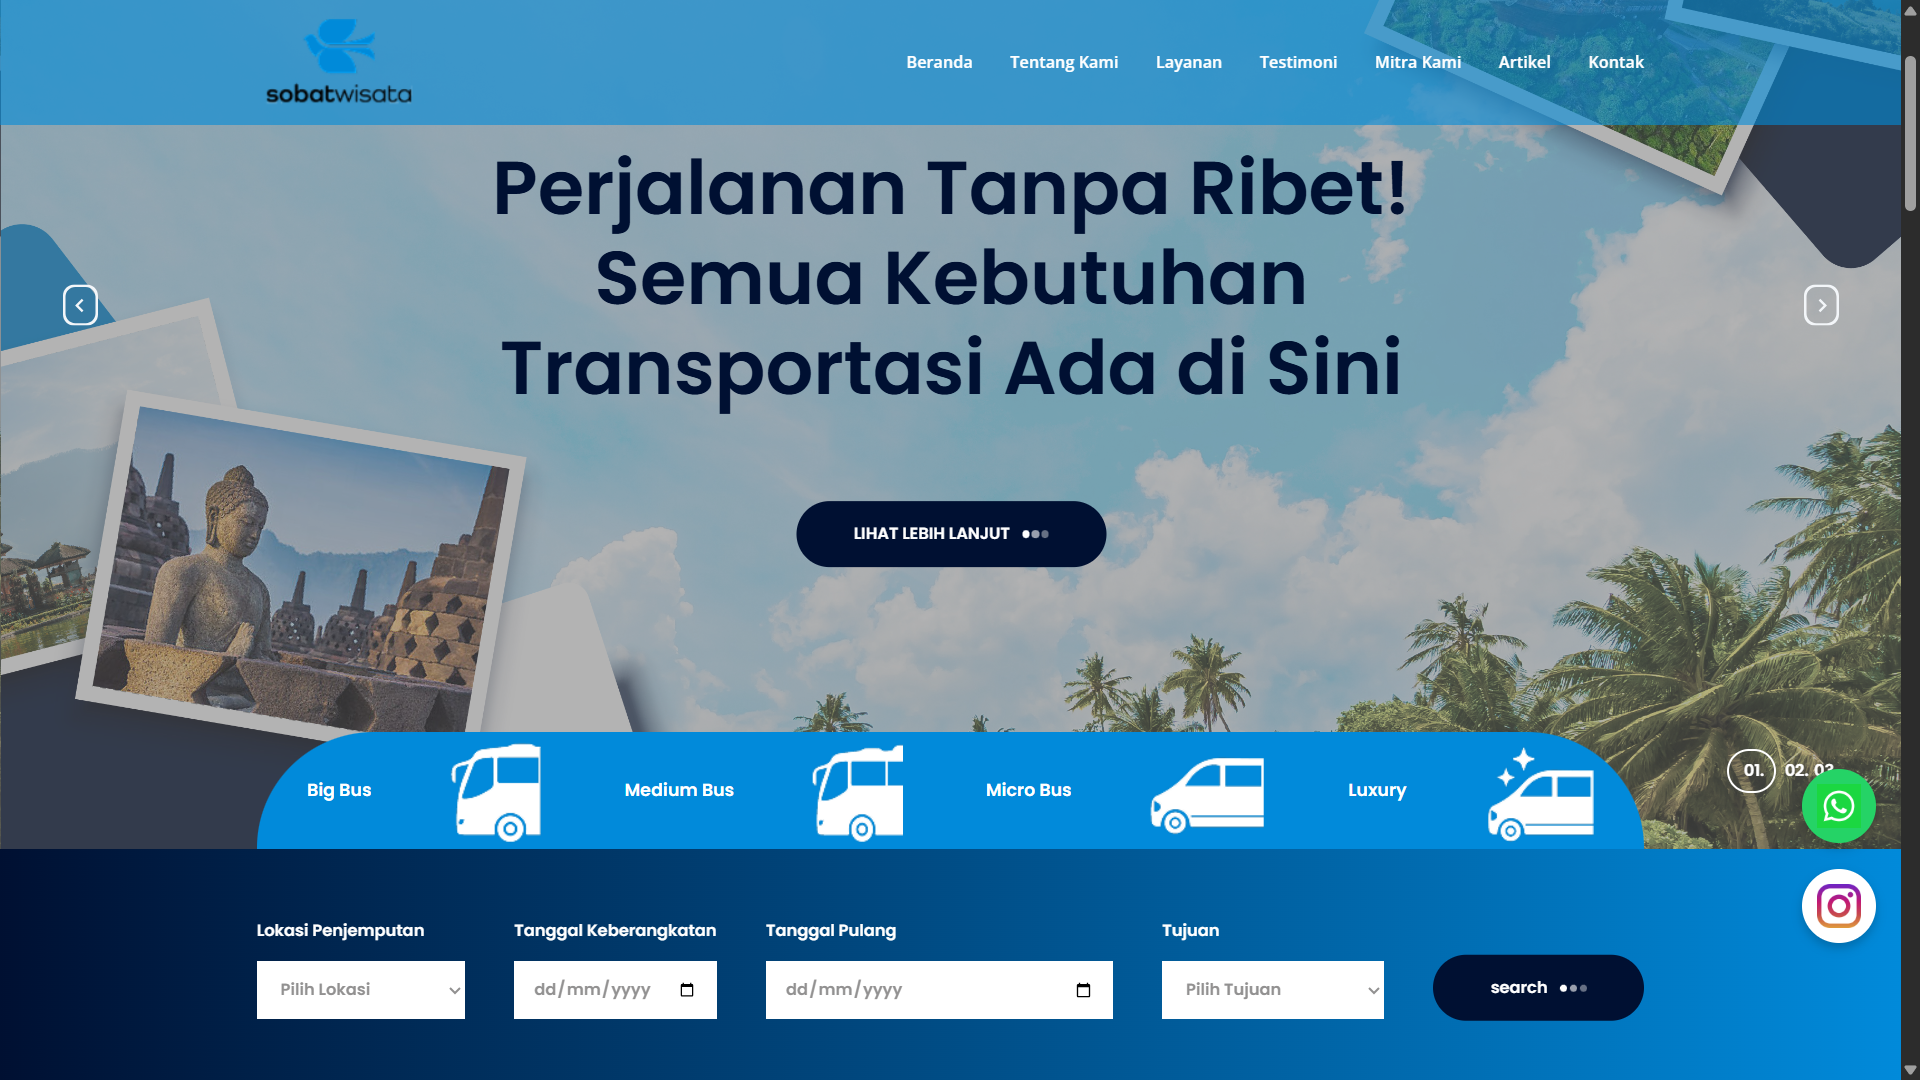 sobatwisata
Beranda
Tentang Kami
Layanan
Testimoni
Mitra Kami
Artikel
Kontak
Perjalanan Tanpa Ribet!
Semua Kebutuhan
Transportasi Ada di Sini
LIHAT LEBIH LANJUT
Big Bus
Medium Bus
Micro Bus
Luxury
01.
02.
Lokasi Penjemputan
Tanggal Keberangkatan
Tanggal Pulang
Tujuan
Pilih Lokasi
dd/mm/yyyy
dd/mm/yyyy
Pilih Tujuan
search